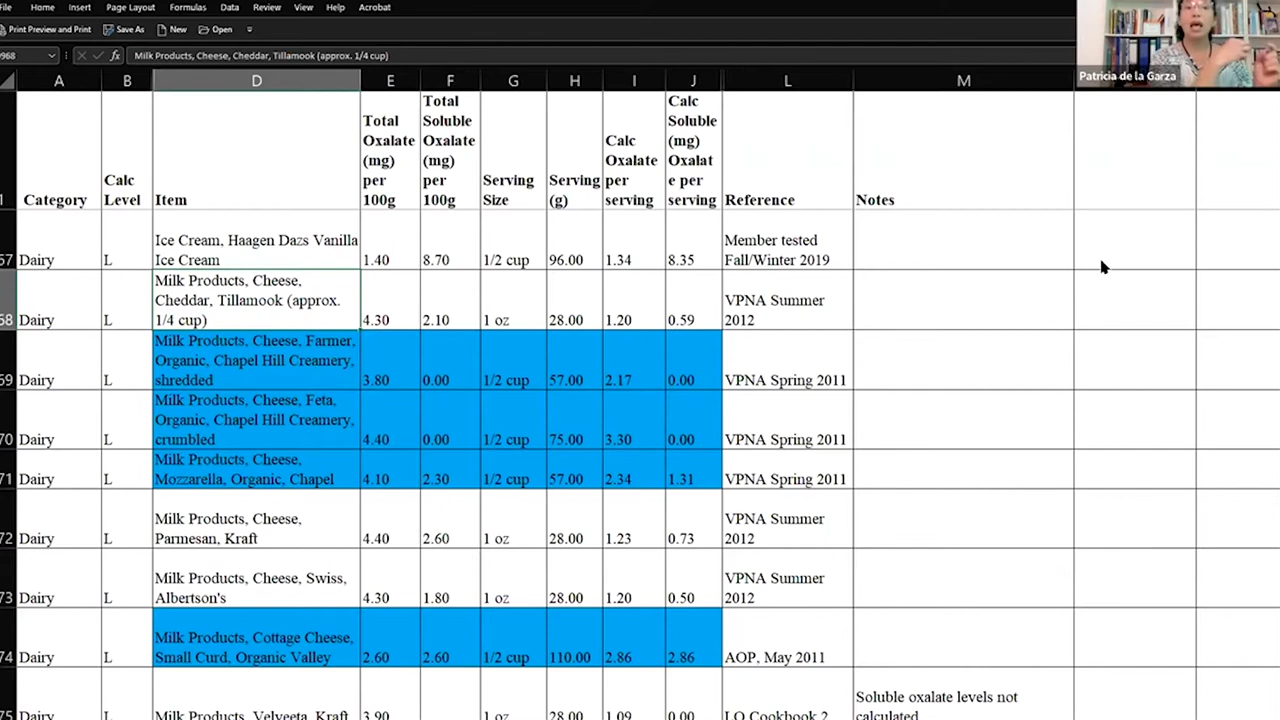 File Home Insert Page Layout Formulas Data Review View Help Acrobat
Print Preview and Print Save As New Open
Milk Products, Cheese, Cheddar, Tillamook (approx. 1/4 cup)
Patricia de la Garza
A B D E F G H I J L M
Category
Calc
Level
Item
Total
Oxalate
(mg)
per
100g
Total
Soluble
Oxalate
(mg)
per
100g
Serving
Size
Serving
(g)
Calc
Oxalate
per
serving
Calc
Soluble
(mg)
Oxalat
e per
serving
Reference
Notes
Ice Cream, Haagen Dazs Vanilla
Member tested
57 Dairy L Ice Cream 1.40 8.70 1/2 cup 96.00 1.34 8.35 Fall/Winter 2019
Milk Products, Cheese,
Cheddar, Tillamook (approx.
VPNA Summer
58 Dairy L 1/4 cup) 4.30 2.10 1 oz 28.00 1.20 0.59 2012
Milk Products, Cheese, Farmer,
Organic, Chapel Hill Creamery,
69 Dairy L shredded 3.80 0.00 1/2 cup 57.00 2.17 0.00 VPNA Spring 2011
Milk Products, Cheese, Feta,
Organic, Chapel Hill Creamery,
70 Dairy L crumbled 4.40 0.00 1/2 cup 75.00 3.30 0.00 VPNA Spring 2011
Milk Products, Cheese,
71 Dairy L Mozzarella, Organic, Chapel 4.10 2.30 1/2 cup 57.00 2.34 1.31 VPNA Spring 2011
Milk Products, Cheese,
VPNA Summer
72 Dairy L Parmesan, Kraft 4.40 2.60 1 oz 28.00 1.23 0.73 2012
Milk Products, Cheese, Swiss,
VPNA Summer
73 Dairy L Albertson's 4.30 1.80 1 oz 28.00 1.20 0.50 2012
Milk Products, Cottage Cheese,
74 Dairy L Small Curd, Organic Valley 2.60 2.60 1/2 cup 110.00 2.86 2.86 AOP, May 2011
Soluble oxalate levels not
75 Dairy L Milk Products, Velveeta, Kraft 3.90 1 oz 28.00 1.09 0.00 LO Cookbook 2 calculated